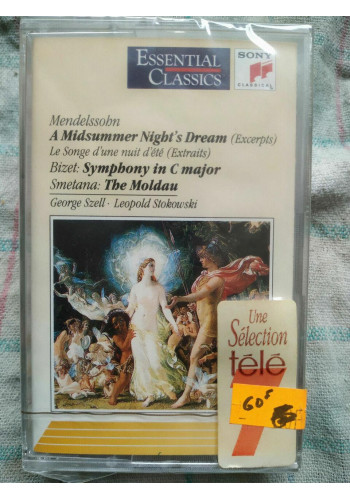 ESSENTIAL
CLASSICS
SONY
CLASSICAL
Mendelssohn
A Midsummer Night's Dream (Excerpts)
Le Songe d'une nuit d'été (Extraits)
Bizet: Symphony in C major
Smetana: The Moldau
George Szell · Leopold Stokowski
Une
Sélection
télé
7
60F